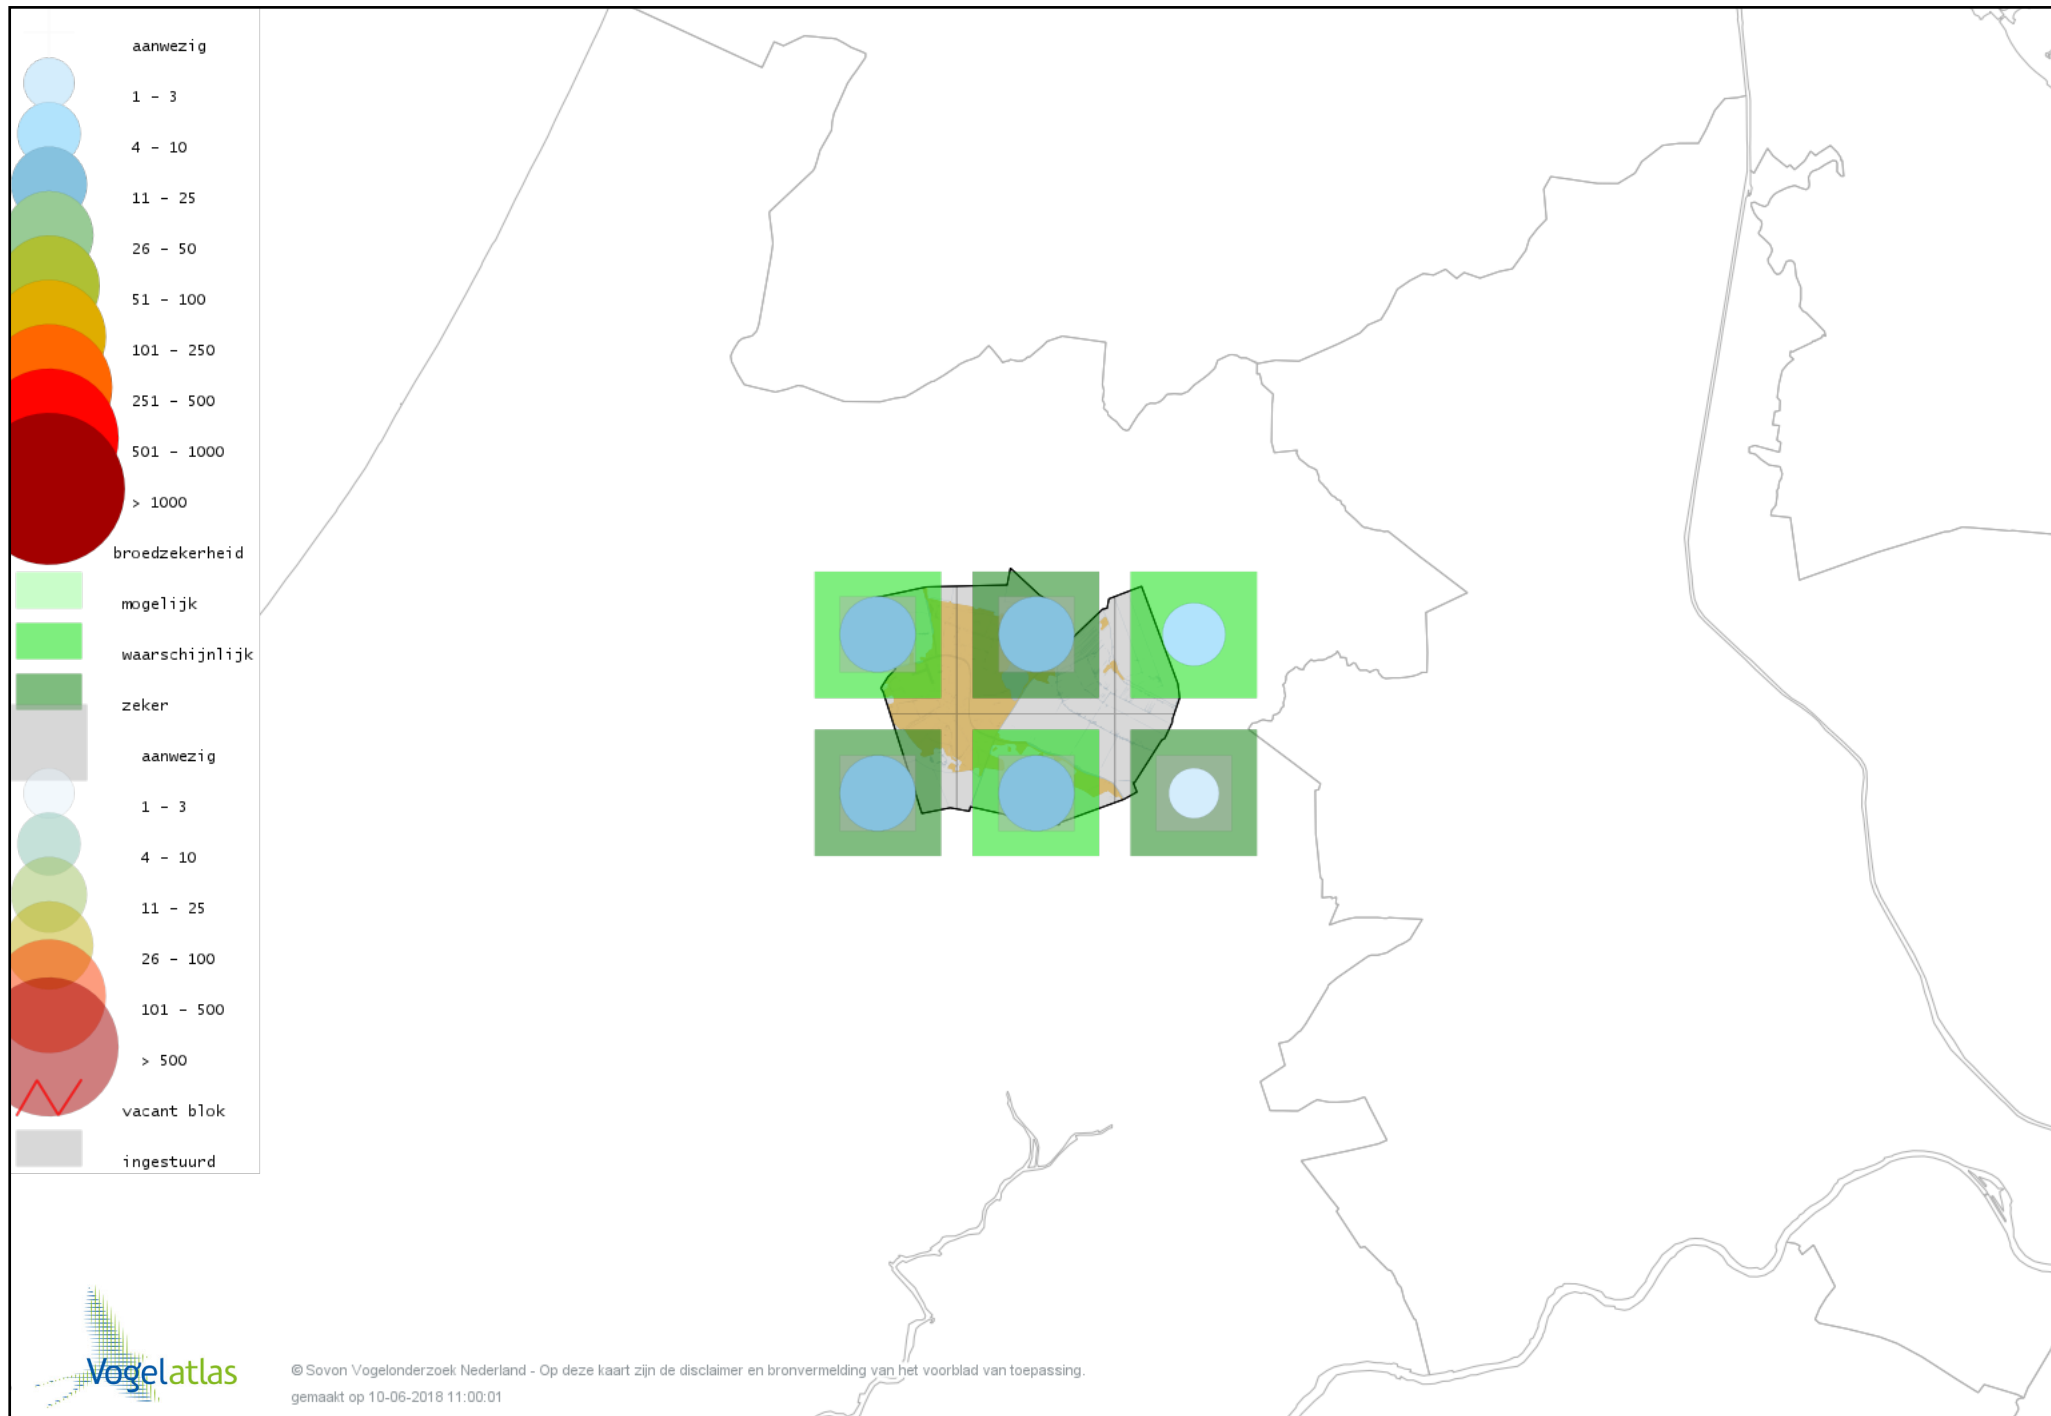 aanwezig
1 - 3
4 - 10
11 - 25
26 - 50
51 - 100
101 - 250
251 - 500
501 - 1000
> 1000
broedzekerheid
mogelijk
waarschijnlijk
zeker
aanwezig
1 - 3
4 - 10
11 - 25
26 - 100
101 - 500
> 500
vacant blok
ingestuurd
Vogelatlas
© Sovon Vogelonderzoek Nederland - Op deze kaart zijn de disclaimer en bronvermelding van het voorblad van toepassing.
gemaakt op 10-06-2018 11:00:01